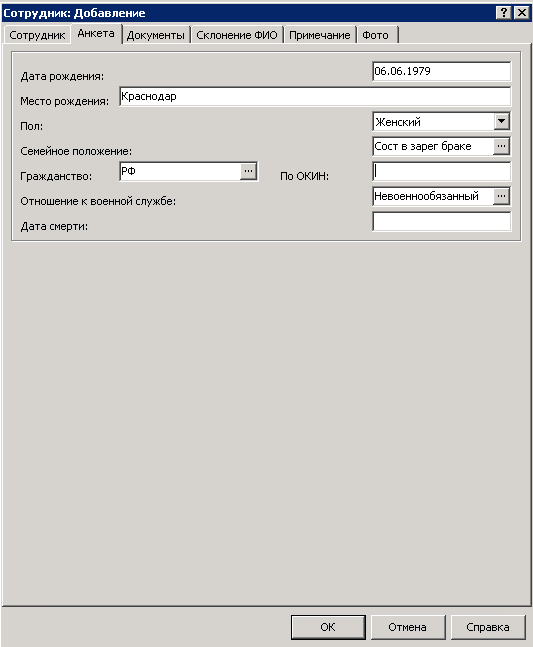 Сотрудник: Добавление
Сотрудник Анкета Документы Склонение ФИО Примечание Фото
Дата рождения: 06.06.1979
Место рождения: Краснодар
Пол: Женский
Семейное положение: Сост в зарег браке ...
Гражданство: РФ ... По ОКИН:
Отношение к военной службе: Невоеннообязанный ...
Дата смерти:
ОК Отмена Справка